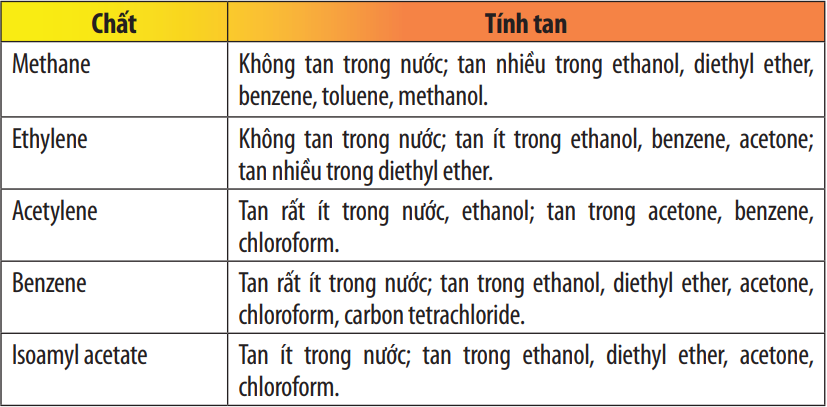 Chất
Tính tan
Methane
Không tan trong nước; tan nhiều trong ethanol, diethyl ether,
benzene, toluene, methanol.
Ethylene
Không tan trong nước; tan ít trong ethanol, benzene, acetone;
tan nhiều trong diethyl ether.
Acetylene
Tan rất ít trong nước, ethanol; tan trong acetone, benzene,
chloroform.
Benzene
Tan rất ít trong nước; tan trong ethanol, diethyl ether, acetone,
chloroform, carbon tetrachloride.
Isoamyl acetate
Tan ít trong nước; tan trong ethanol, diethyl ether, acetone,
chloroform.